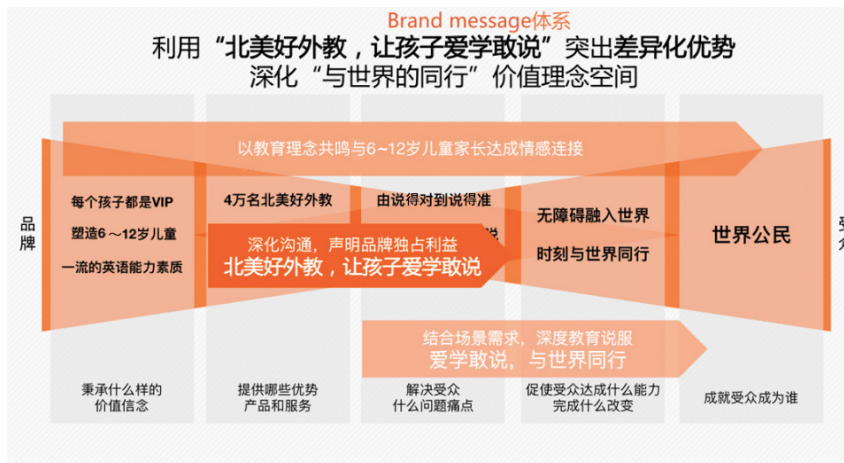 Brand message体系
利用“北美好外教，让孩子爱学敢说”突出差异化优势
深化“与世界的同行”价值理念空间
以教育理念共鸣与6~12岁儿童家长达成情感连接
品牌
每个孩子都是VIP
塑造6～12岁儿童
一流的英语能力素质
4万名北美好外教
由说得对到说得准
说
深化沟通，声明品牌独占利益
北美好外教，让孩子爱学敢说
无障碍融入世界
时刻与世界同行
世界公民
结合场景需求，深度教育说服
爱学敢说，与世界同行
秉承什么样的
价值信念
提供哪些优势
产品和服务
解决受众
什么问题痛点
促使受众达成什么能力
完成什么改变
成就受众成为谁